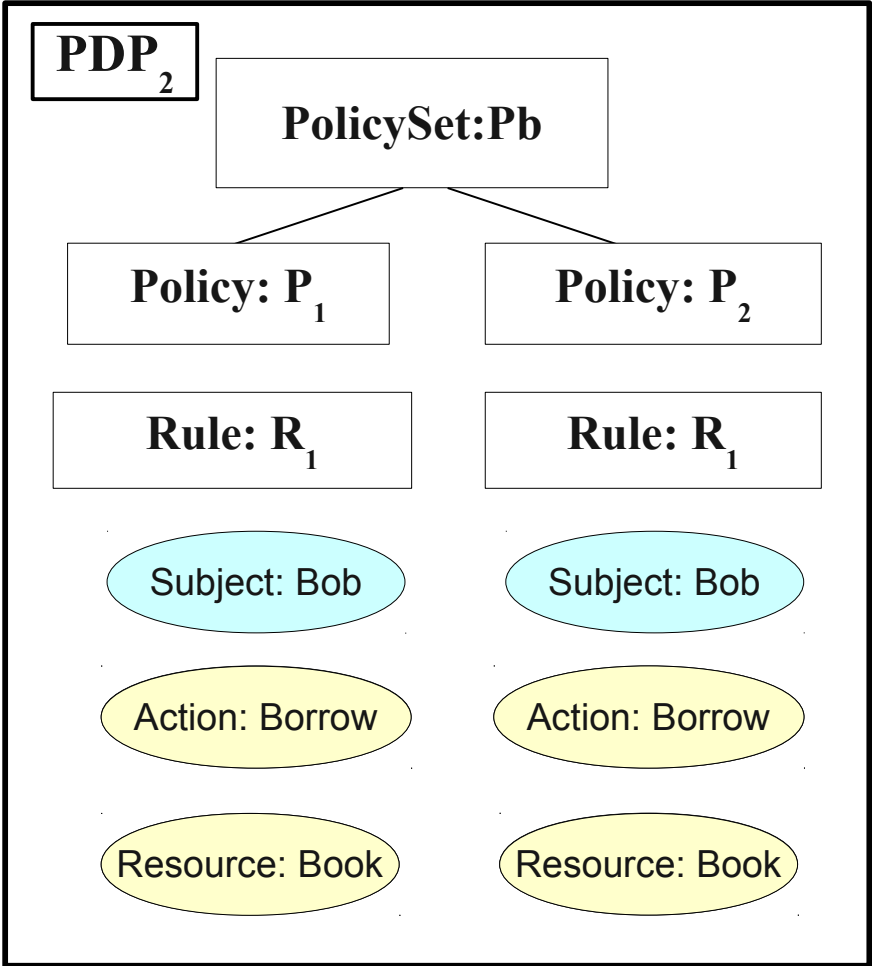 PDP₂
PolicySet:Pb
Policy: P₁
Policy: P₂
Rule: R₁
Rule: R₁
Subject: Bob
Subject: Bob
Action: Borrow
Action: Borrow
Resource: Book
Resource: Book